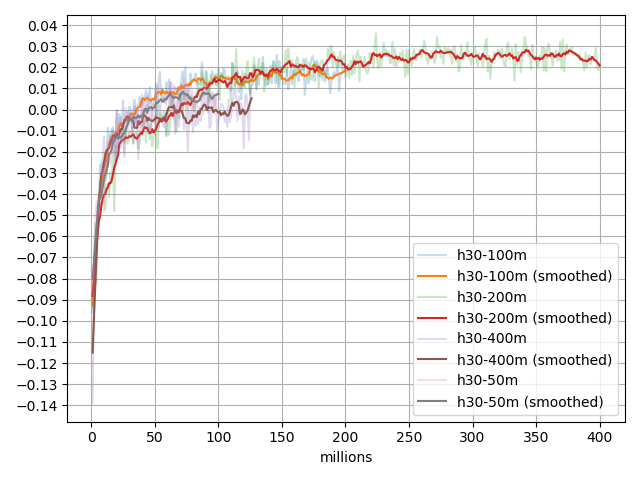 0.04
0.03
0.02
0.01
0.00
−0.01
−0.02
−0.03
−0.04
−0.05
−0.06
−0.07
−0.08
−0.09
−0.10
−0.11
−0.12
−0.13
−0.14
h30-100m
h30-100m (smoothed)
h30-200m
h30-200m (smoothed)
h30-400m
h30-400m (smoothed)
h30-50m
h30-50m (smoothed)
0 50 100 150 200 250 300 350 400
millions